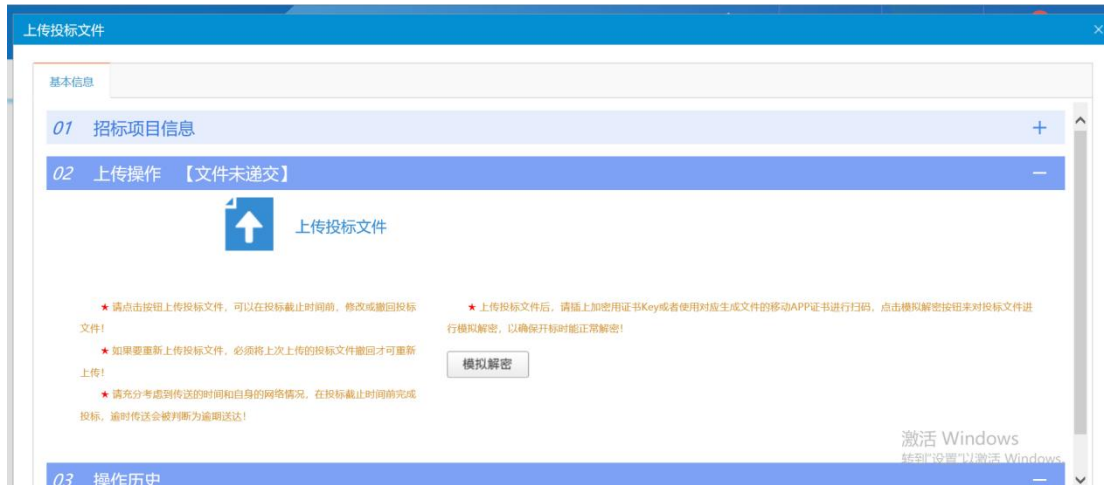 上传投标文件
基本信息
01 招标项目信息
02 上传操作 【文件未递交】
上传投标文件
★ 请点击按钮上传投标文件，可以在投标截止时间前，修改或撤回投标
文件！
★ 如果要重新上传投标文件，必须将上次上传的投标文件撤回才可重新
上传！
★ 请充分考虑到传送的时间和自身的网络情况，在投标截止时间前完成
投标，逾时传送会被判断为逾期送达！
★ 上传投标文件后，请插上加密用证书Key或者使用对应生成文件的移动APP证书进行扫码，点击模拟解密按钮来对投标文件进
行模拟解密，以确保开标时能正常解密！
模拟解密
激活 Windows
转到"设置"以激活 Windows。
03 操作历史